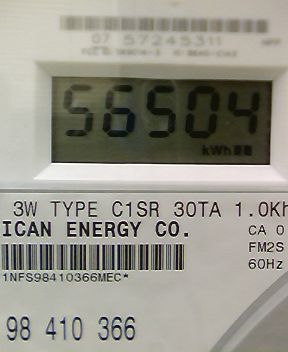 07 57245311
56504
kWh
3W TYPE C1SR 30TA 1.0Kh
ICAN ENERGY CO.
CA 0
FM2S
60Hz
1NFS98410366MEC*
98 410 366